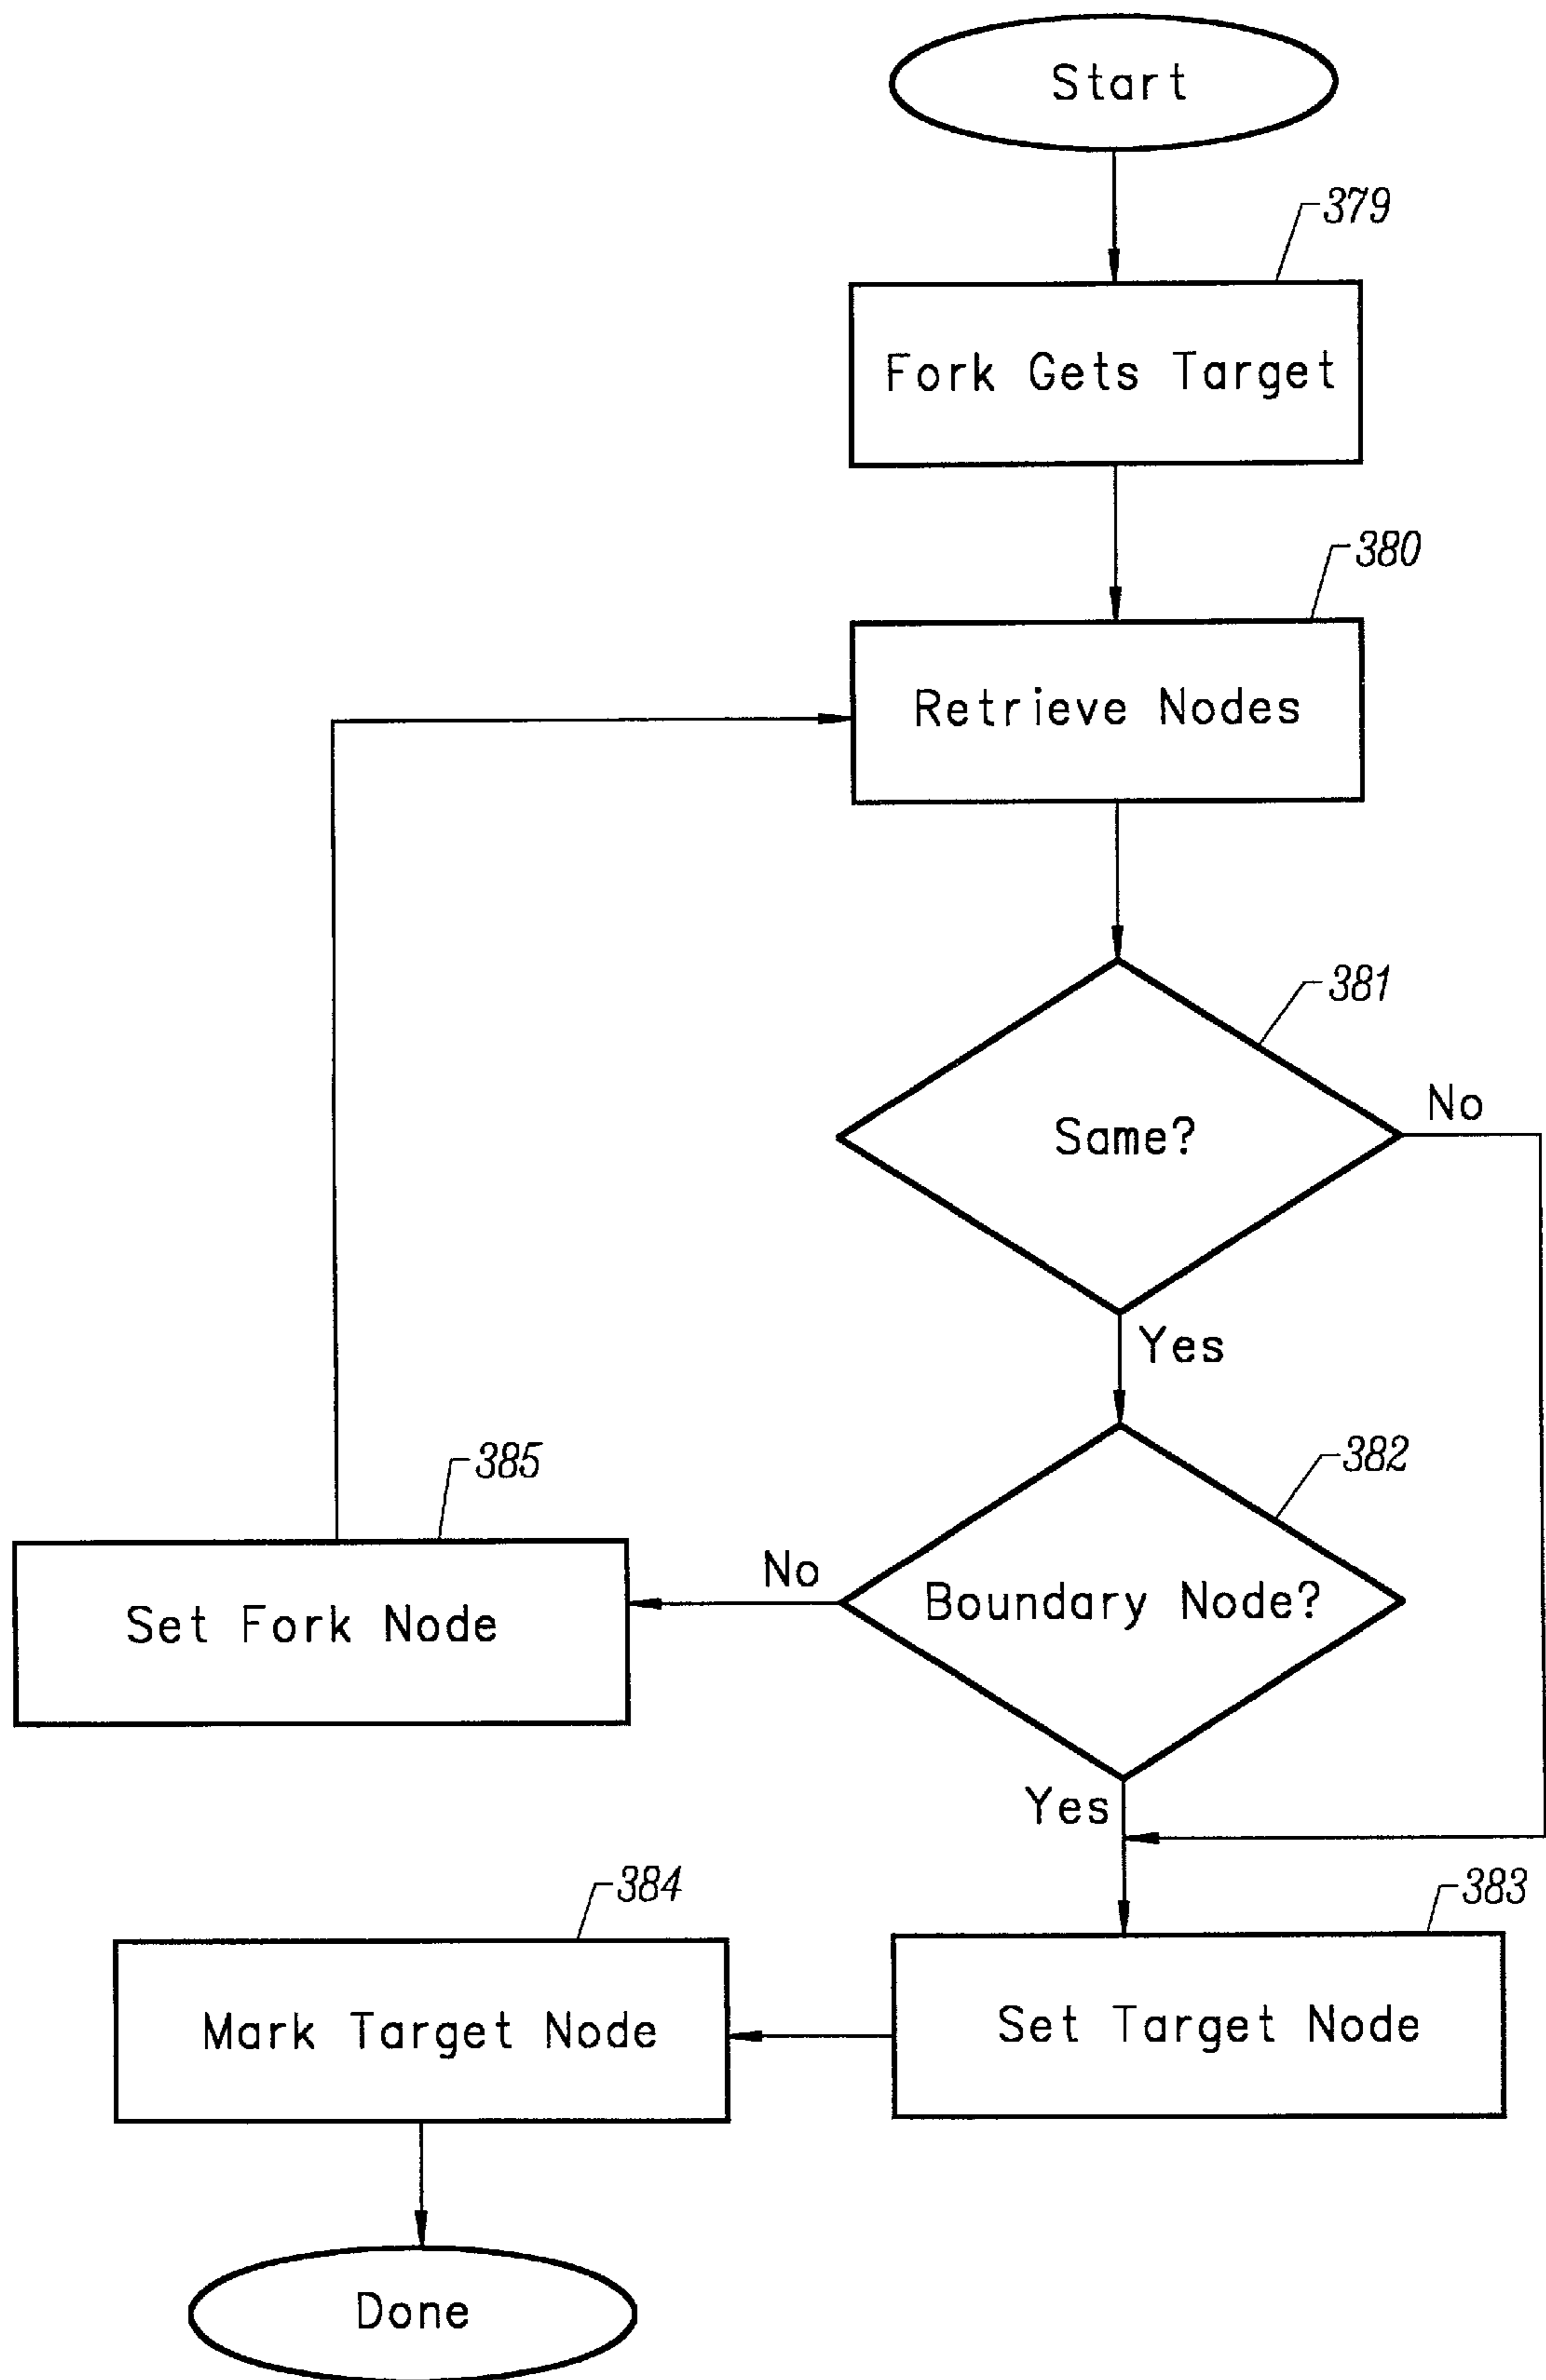 Start
379
Fork Gets Target
380
Retrieve Nodes
381
Same?
No
Yes
382
Boundary Node?
No
385
Set Fork Node
Yes
383
Set Target Node
384
Mark Target Node
Done